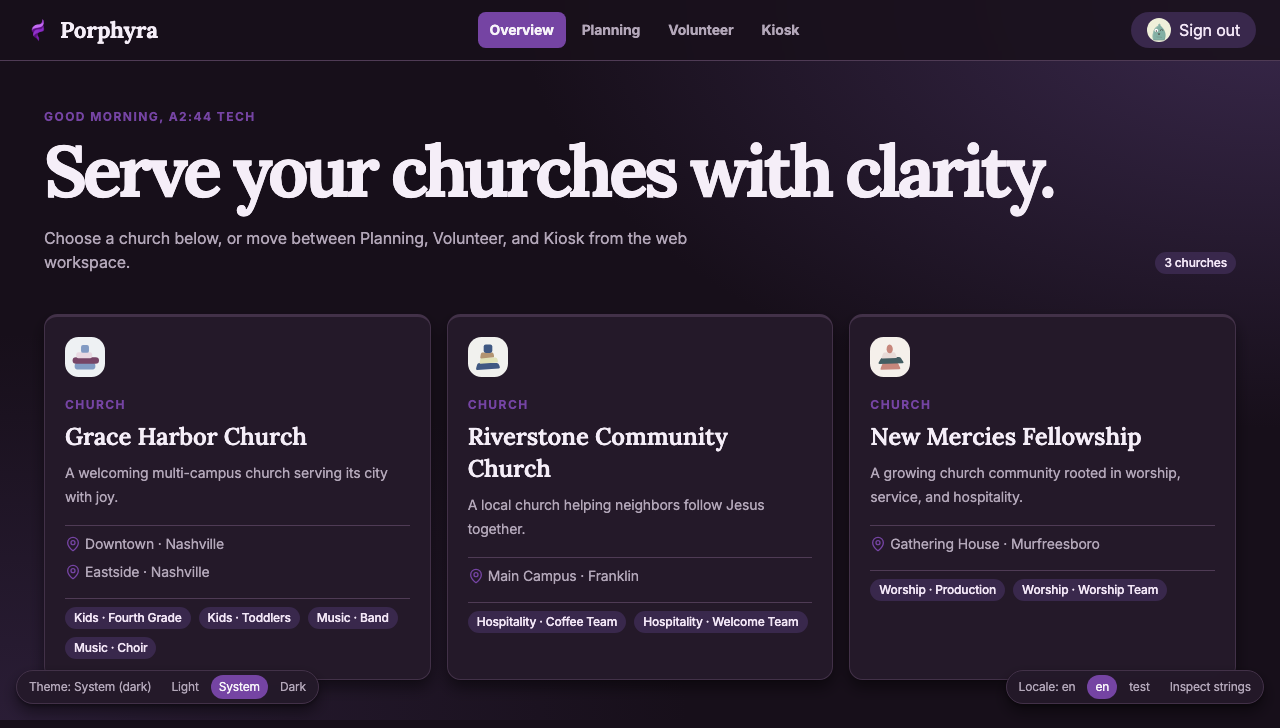 Porphyra
Overview
Planning
Volunteer
Kiosk
Sign out
GOOD MORNING, A2:44 TECH
Serve your churches with clarity.
Choose a church below, or move between Planning, Volunteer, and Kiosk from the web
workspace.
3 churches
CHURCH
Grace Harbor Church
A welcoming multi-campus church serving its city
with joy.
Downtown · Nashville
Eastside · Nashville
Kids · Fourth Grade
Kids · Toddlers
Music · Band
Music · Choir
CHURCH
Riverstone Community
Church
A local church helping neighbors follow Jesus
together.
Main Campus · Franklin
Hospitality · Coffee Team
Hospitality · Welcome Team
CHURCH
New Mercies Fellowship
A growing church community rooted in worship,
service, and hospitality.
Gathering House · Murfreesboro
Worship · Production
Worship · Worship Team
Theme: System (dark)
Light
System
Dark
Locale: en
en
test
Inspect strings